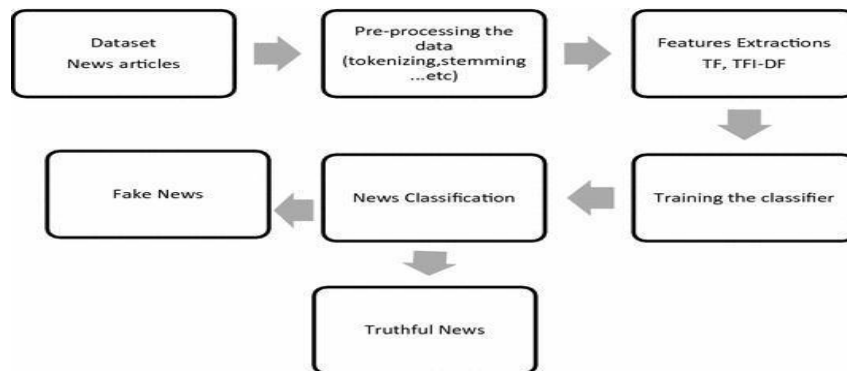 Dataset
News articles
Pre-processing the
data
(tokenizing,stemming
...etc)
Features Extractions
TF, TFI-DF
Fake News
News Classification
Training the classifier
Truthful News